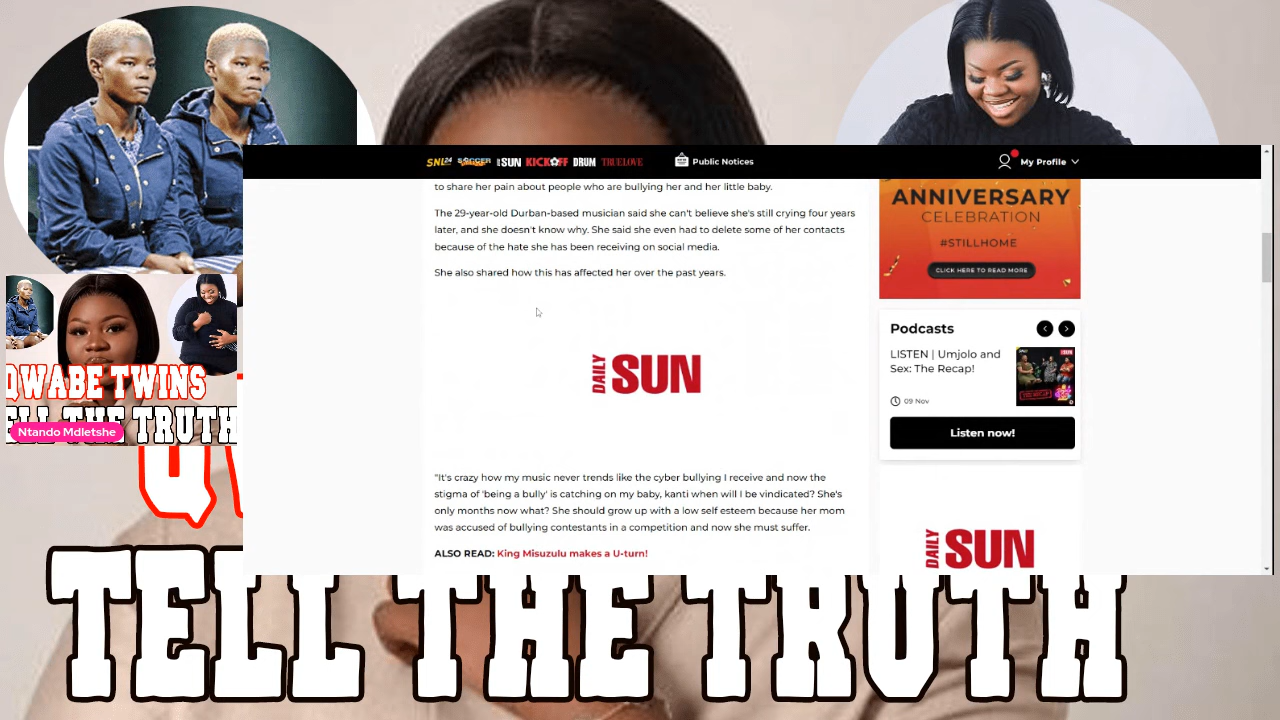 SNL24 SOCCER SUN KICKOFF DRUM TRUELOVE Public Notices My Profile
to share her pain about people who are bullying her and her little baby.
The 29-year-old Durban-based musician said she can't believe she's still crying four years
later, and she doesn't know why. She said she even had to delete some of her contacts
because of the hate she has been receiving on social media.
She also shared how this has affected her over the past years.
DAILY SUN
"It's crazy how my music never trends like the cyber bullying I receive and now the
stigma of 'being a bully' is catching on my baby, kanti when will I be vindicated? She's
only months now what? She should grow up with a low self esteem because her mom
was accused of bullying contestants in a competition and now she must suffer.
ALSO READ: King Misuzulu makes a U-turn!
ANNIVERSARY
CELEBRATION
#STILLHOME
CLICK HERE TO READ MORE
Podcasts
LISTEN | Umjolo and
Sex: The Recap!
09 Nov
Listen now!
DAILY SUN
QWABE TWINS
TELL THE TRUTH
Ntando Mdletshe
TELL THE TRUTH